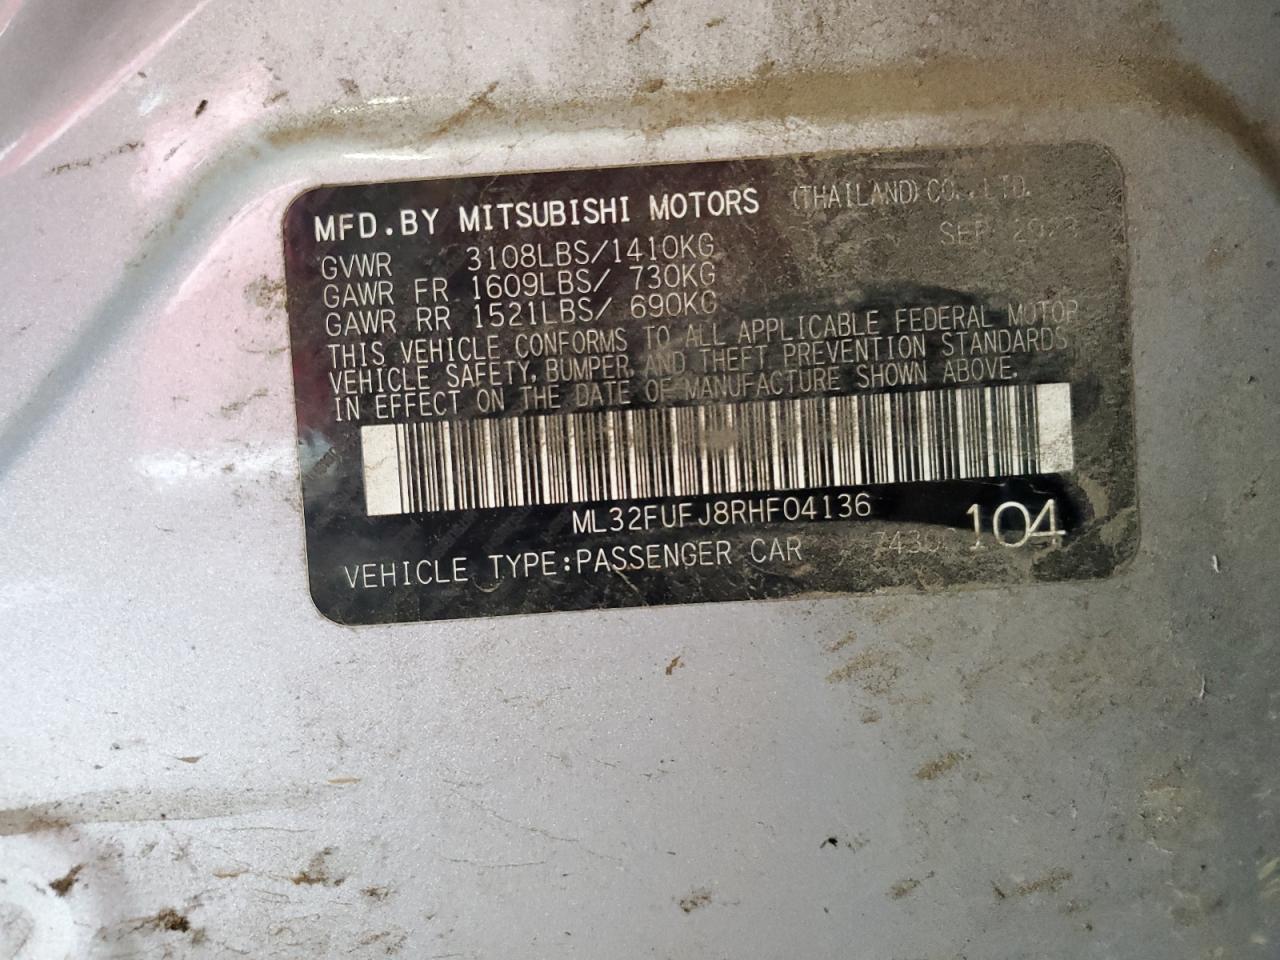 MFD.BY MITSUBISHI MOTORS (THAILAND) CO., LTD.
GVWR 3108LBS/1410KG SEP. 2023
GAWR FR 1609LBS/ 730KG
GAWR RR 1521LBS/ 690KG
THIS VEHICLE CONFORMS TO ALL APPLICABLE FEDERAL MOTOR
VEHICLE SAFETY, BUMPER, AND THEFT PREVENTION STANDARDS
IN EFFECT ON THE DATE OF MANUFACTURE SHOWN ABOVE.
ML32FUFJ8RHF04136
VEHICLE TYPE:PASSENGER CAR 104